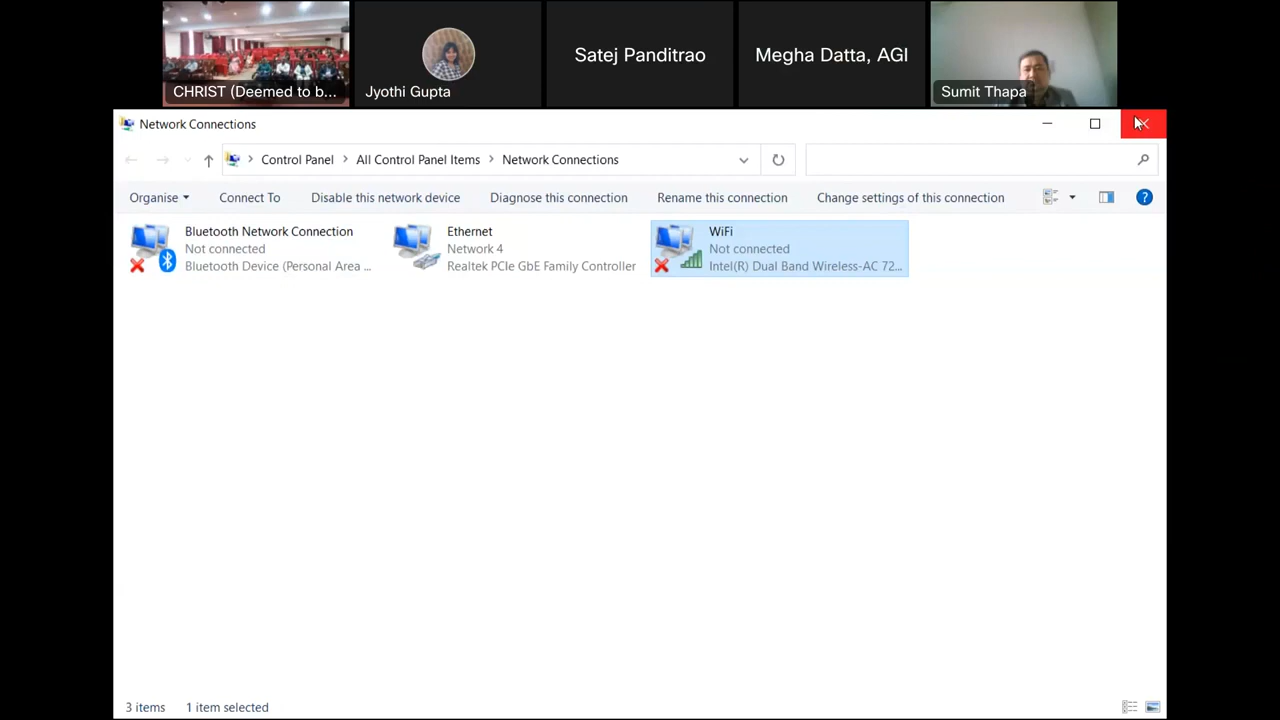 CHRIST (Deemed to b...
Jyothi Gupta
Satej Panditrao
Megha Datta, AGI
Sumit Thapa
Network Connections
Control Panel > All Control Panel Items > Network Connections
Organise
Connect To
Disable this network device
Diagnose this connection
Rename this connection
Change settings of this connection
Bluetooth Network Connection
Not connected
Bluetooth Device (Personal Area ...
Ethernet
Network 4
Realtek PCIe GbE Family Controller
WiFi
Not connected
Intel(R) Dual Band Wireless-AC 72...
3 items
1 item selected